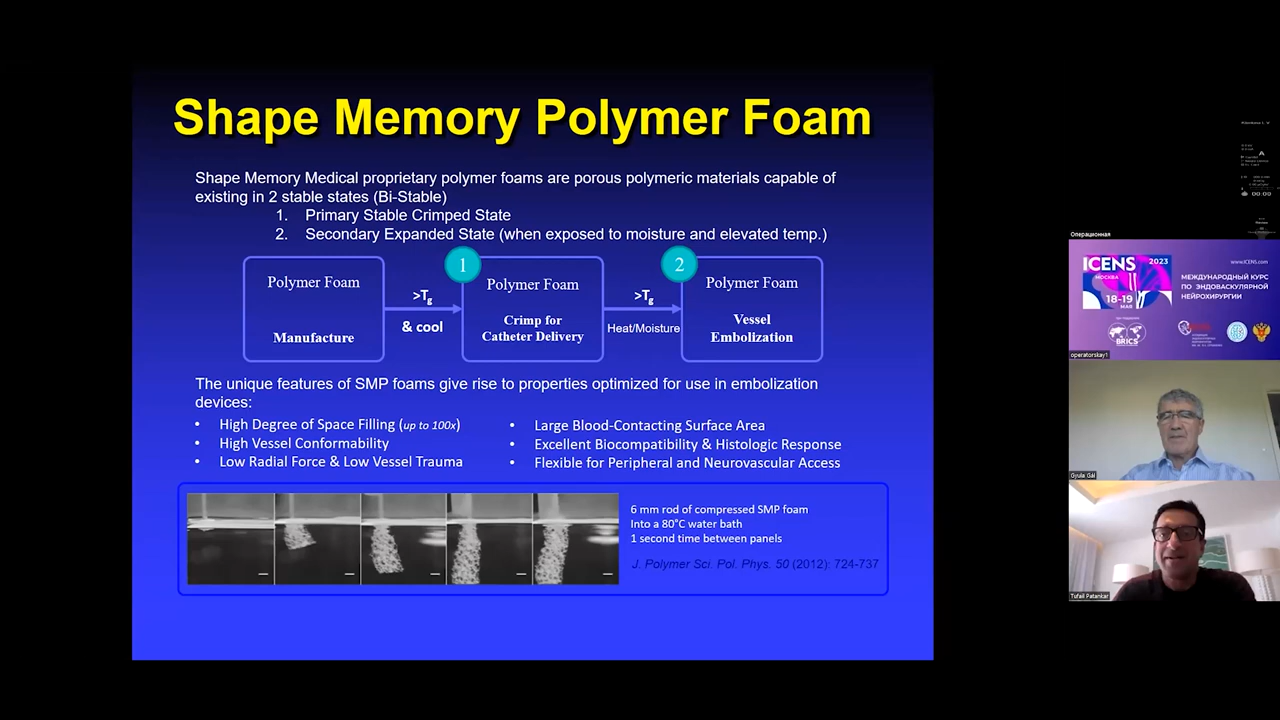 Shape Memory Polymer Foam
Shape Memory Medical proprietary polymer foams are porous polymeric materials capable of
existing in 2 stable states (Bi-Stable)
1. Primary Stable Crimped State
2. Secondary Expanded State (when exposed to moisture and elevated temp.)
Polymer Foam
Manufacture
>Tg
& cool
1
Polymer Foam
Crimp for
Catheter Delivery
>Tg
Heat/Moisture
2
Polymer Foam
Vessel
Embolization
The unique features of SMP foams give rise to properties optimized for use in embolization
devices:
• High Degree of Space Filling (up to 100x)
• High Vessel Conformability
• Low Radial Force & Low Vessel Trauma
• Large Blood-Contacting Surface Area
• Excellent Biocompatibility & Histologic Response
• Flexible for Peripheral and Neurovascular Access
6 mm rod of compressed SMP foam
Into a 80°C water bath
1 second time between panels
J. Polymer Sci. Pol. Phys. 50 (2012): 724-737
00:00
Операционная
ICENS 2023
МОСКВА
18-19
МАЯ
www.ICENS.com
МЕЖДУНАРОДНЫЙ КУРС
ПО ЭНДОВАСКУЛЯРНОЙ
НЕЙРОХИРУРГИИ
BRICS
operatorskay1
Gyula Gál
Tufail Patankar